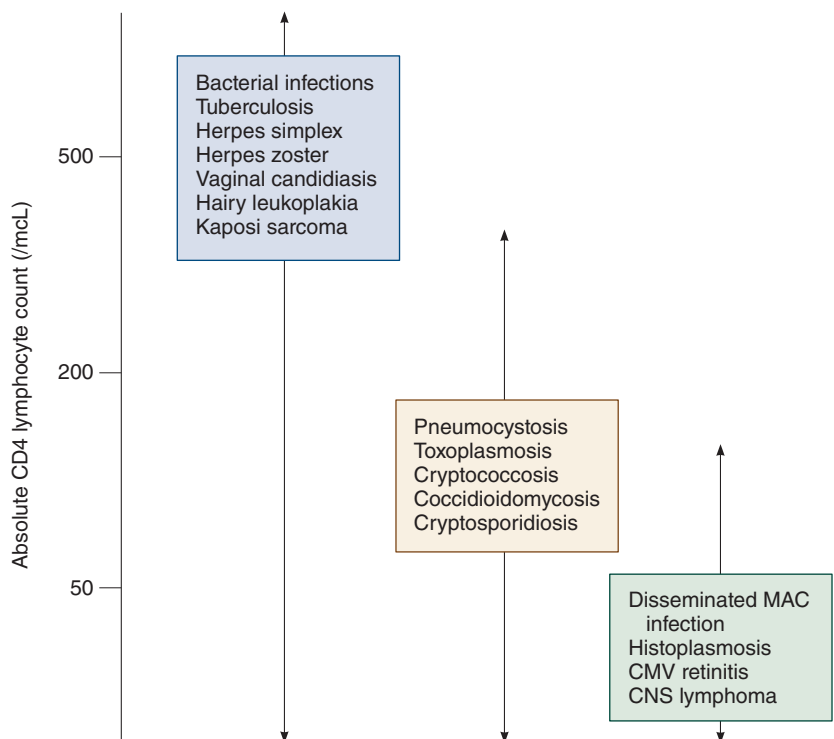 Absolute CD4 lymphocyte count (/mcL)
500
200
50
Bacterial infections
Tuberculosis
Herpes simplex
Herpes zoster
Vaginal candidiasis
Hairy leukoplakia
Kaposi sarcoma
Pneumocystosis
Toxoplasmosis
Cryptococcosis
Coccidioidomycosis
Cryptosporidiosis
Disseminated MAC
infection
Histoplasmosis
CMV retinitis
CNS lymphoma